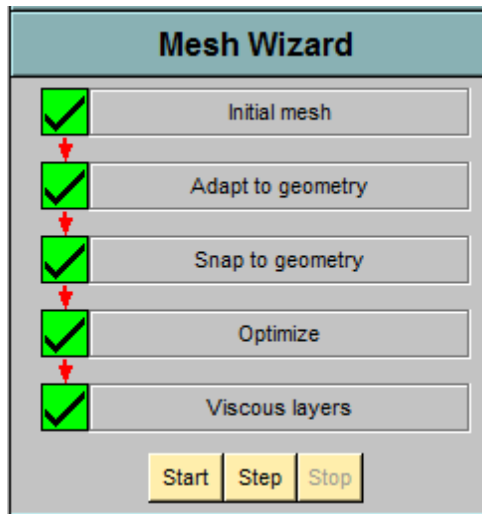 Mesh Wizard
Initial mesh
Adapt to geometry
Snap to geometry
Optimize
Viscous layers
Start Step Stop